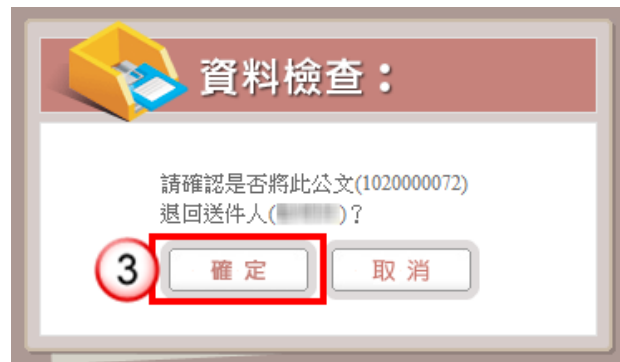 資料檢查：
請確認是否將此公文(1020000072)
退回送件人( )？
3
確定
取消